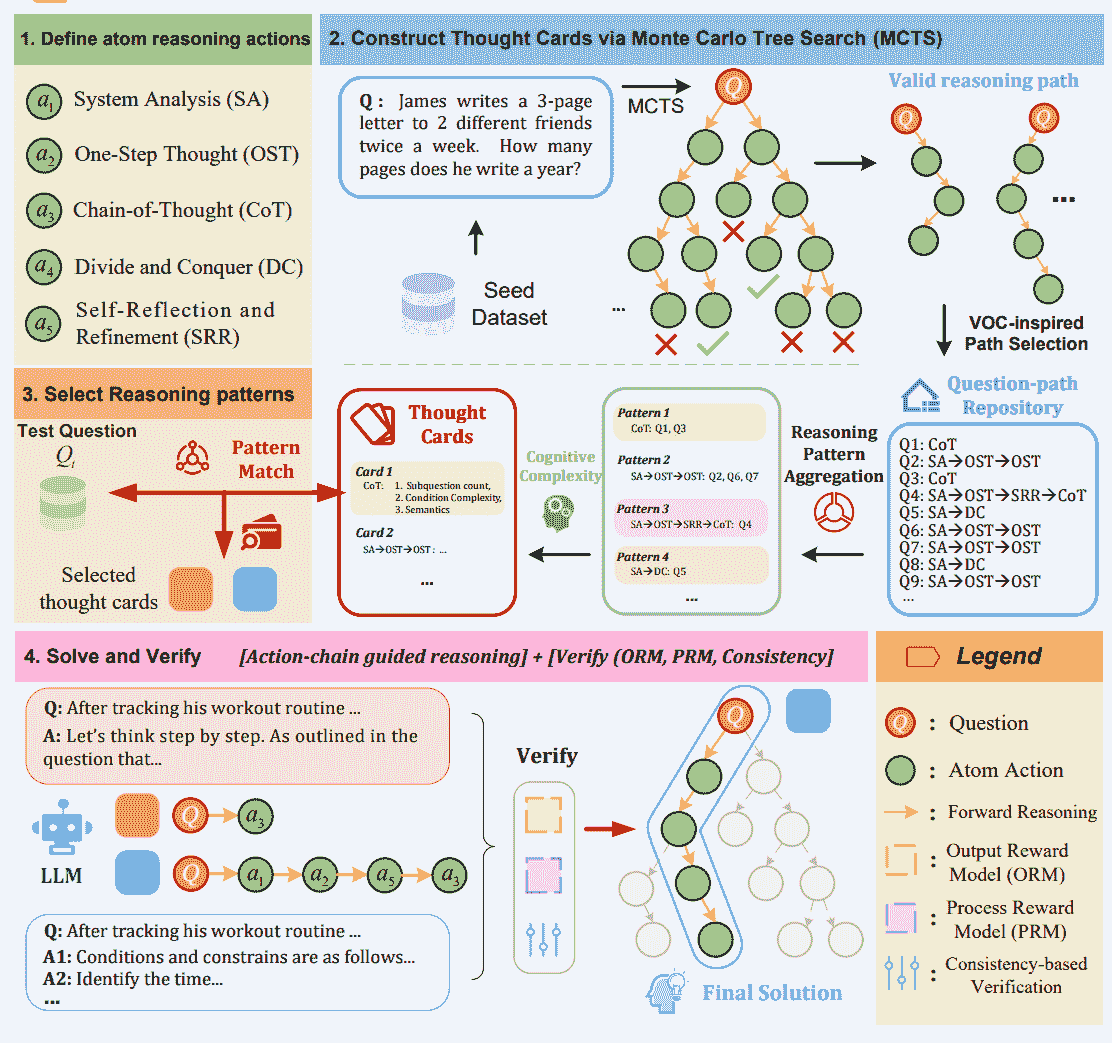 1. Define atom reasoning actions
a1 System Analysis (SA)
a2 One-Step Thought (OST)
a3 Chain-of-Thought (CoT)
a4 Divide and Conquer (DC)
a5 Self-Reflection and
Refinement (SRR)
2. Construct Thought Cards via Monte Carlo Tree Search (MCTS)
Q : James writes a 3-page
letter to 2 different friends
twice a week. How many
pages does he write a year?
MCTS
Q
Valid reasoning path
Q
Q
...
Seed
Dataset
...
VOC-inspired
Path Selection
Question-path
Repository
Q1: CoT
Q2: SA→OST→OST
Q3: CoT
Q4: SA→OST→SRR→CoT
Q5: SA→DC
Q6: SA→OST→OST
Q7: SA→OST→OST
Q8: SA→DC
Q9: SA→OST→OST
...
Reasoning
Pattern
Aggregation
Pattern 1
CoT: Q1, Q3
Pattern 2
SA→OST→OST: Q2, Q6, Q7
Pattern 3
SA→OST→SRR→CoT: Q4
Pattern 4
SA→DC: Q5
...
Cognitive
Complexity
Thought
Cards
Card 1
CoT: 1. Subquestion count,
2. Condition Complexity,
3. Semantics
Card 2
SA→OST→OST : ...
...
3. Select Reasoning patterns
Test Question
Qt
Pattern
Match
Selected
thought cards
4. Solve and Verify [Action-chain guided reasoning] + [Verify (ORM, PRM, Consistency]
Q: After tracking his workout routine ...
A: Let's think step by step. As outlined in the
question that...
LLM
Q a3
Q a1 a2 a5 a3
Q: After tracking his workout routine ...
A1: Conditions and constrains are as follows...
A2: Identify the time...
...
Verify
Q
Final Solution
Legend
Q : Question
: Atom Action
: Forward Reasoning
: Output Reward
Model (ORM)
: Process Reward
Model (PRM)
: Consistency-based
Verification